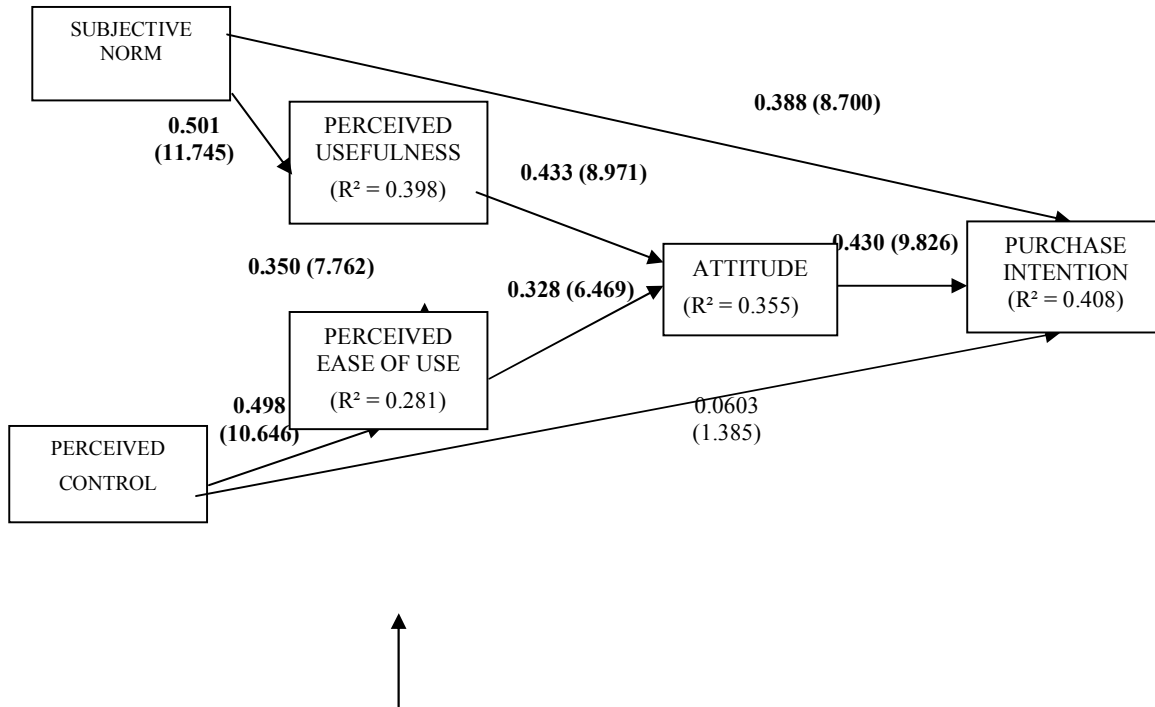 SUBJECTIVE
NORM
0.388 (8.700)
0.501
(11.745)
PERCEIVED
USEFULNESS
(R² = 0.398)
0.433 (8.971)
0.430 (9.826)
PURCHASE
INTENTION
(R² = 0.408)
ATTITUDE
(R² = 0.355)
0.350 (7.762)
0.328 (6.469)
PERCEIVED
EASE OF USE
(R² = 0.281)
0.498
(10.646)
0.0603
(1.385)
PERCEIVED
CONTROL